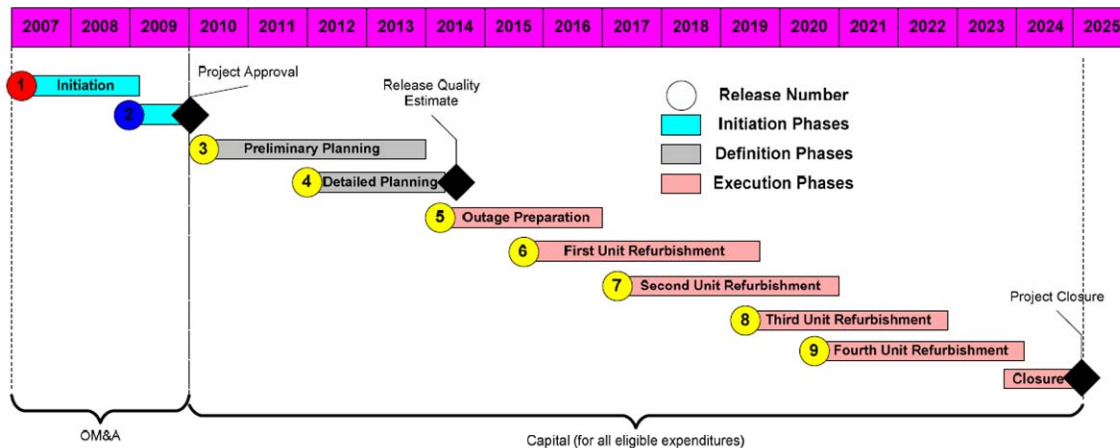 2007 2008 2009 2010 2011 2012 2013 2014 2015 2016 2017 2018 2019 2020 2021 2022 2023 2024 2025
1 Initiation
Project Approval
2
Release Quality
Estimate
Release Number
Initiation Phases
Definition Phases
Execution Phases
3 Preliminary Planning
4 Detailed Planning
5 Outage Preparation
6 First Unit Refurbishment
7 Second Unit Refurbishment
Project Closure
8 Third Unit Refurbishment
9 Fourth Unit Refurbishment
Closure
OM&A
Capital (for all eligible expenditures)